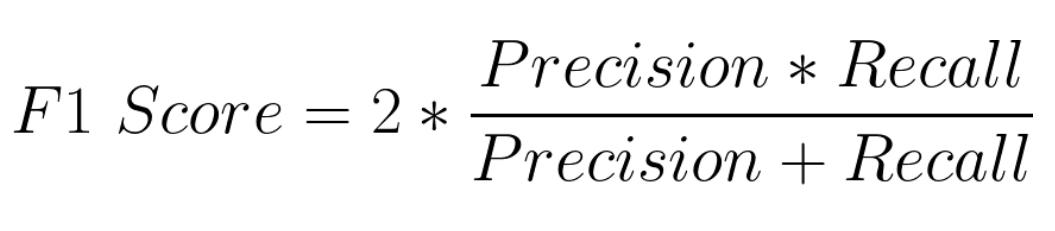 F1 Score = 2 * Precision * Recall
Precision + Recall